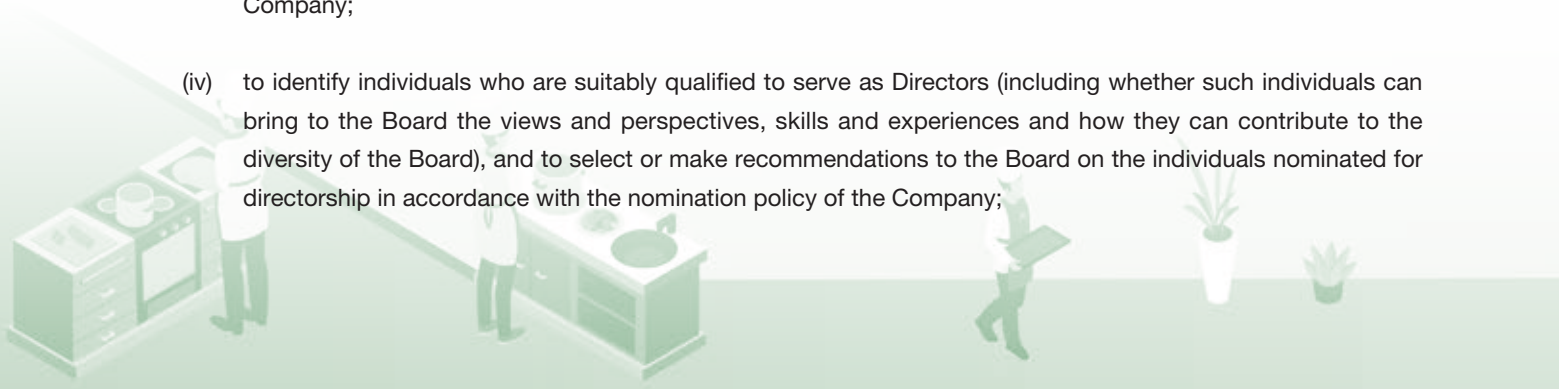 Company;
(iv) to identify individuals who are suitably qualified to serve as Directors (including whether such individuals can
bring to the Board the views and perspectives, skills and experiences and how they can contribute to the
diversity of the Board), and to select or make recommendations to the Board on the individuals nominated for
directorship in accordance with the nomination policy of the Company;